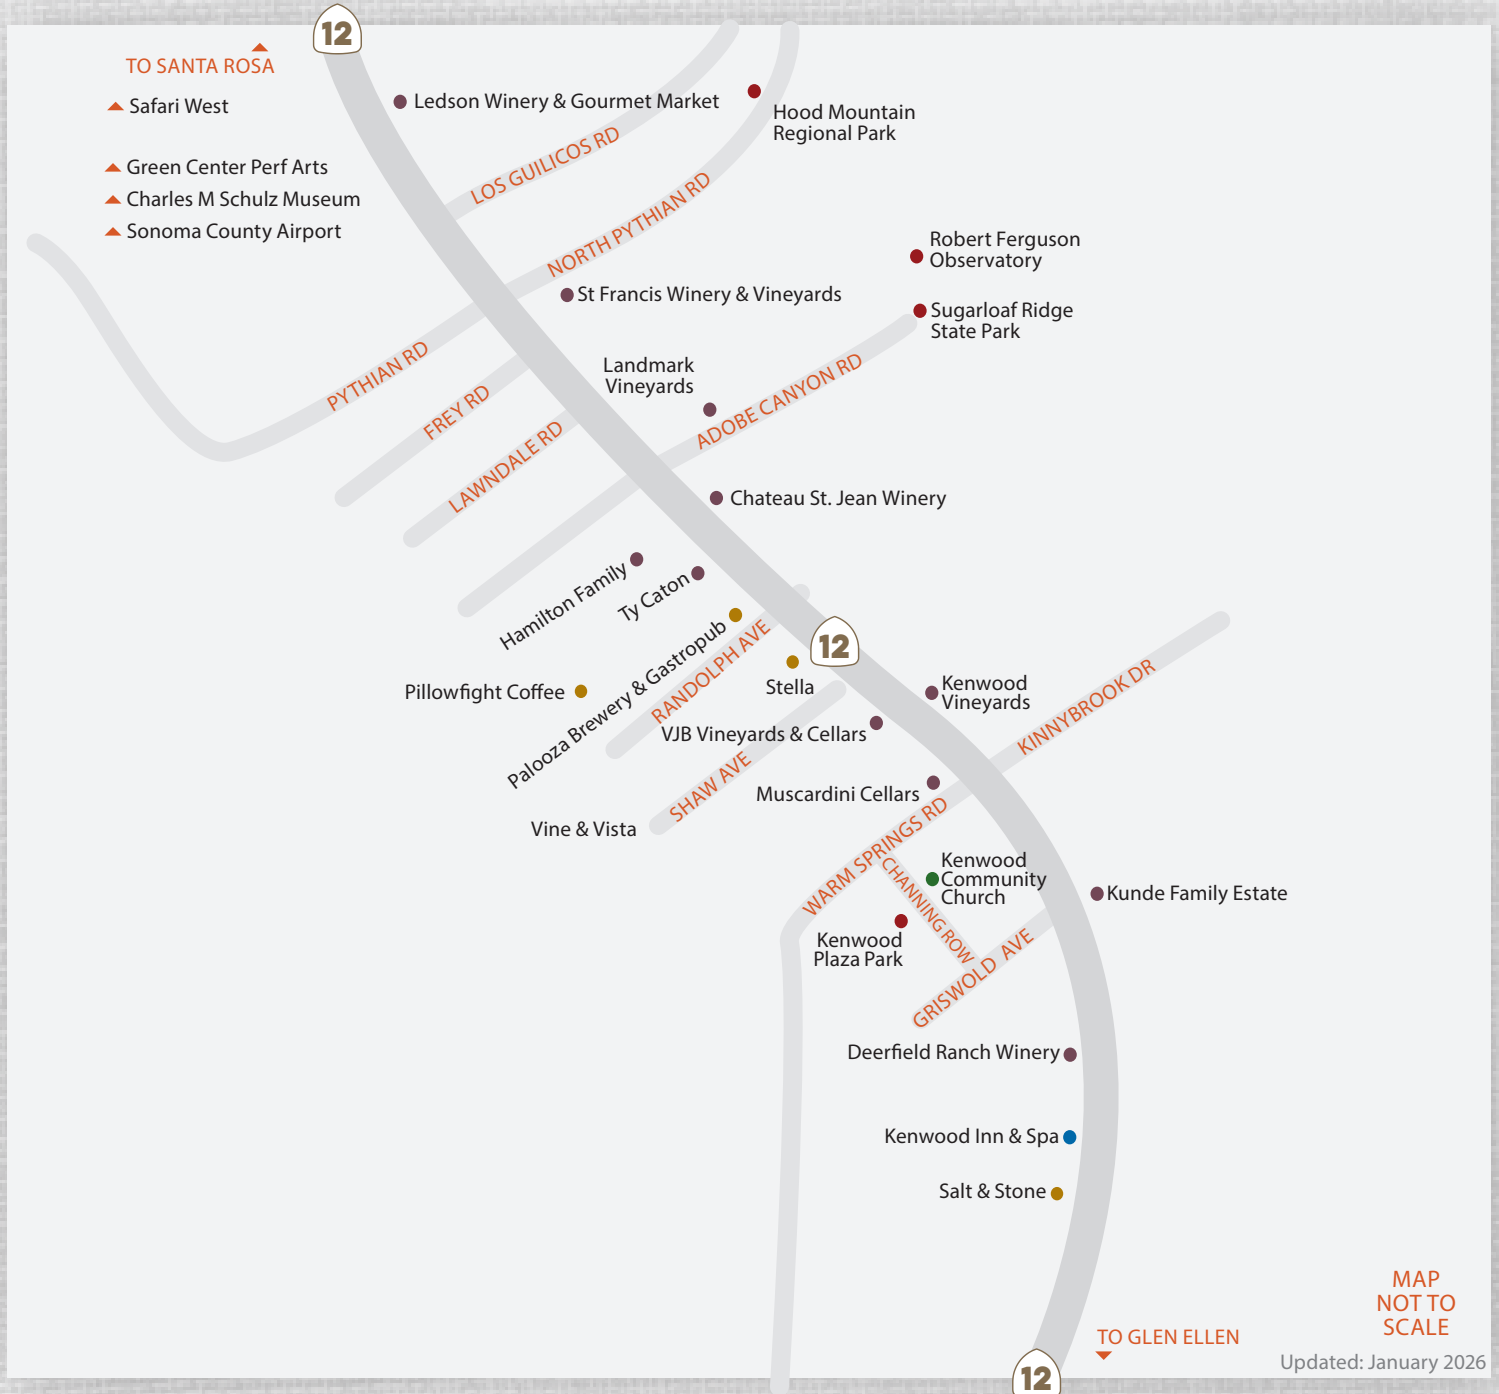 12
TO SANTA ROSA
Safari West
Ledson Winery & Gourmet Market
Hood Mountain
Regional Park
LOS GUILICOS RD
Green Center Perf Arts
Charles M Schulz Museum
Sonoma County Airport
NORTH PYTHIAN RD
Robert Ferguson
Observatory
St Francis Winery & Vineyards
Sugarloaf Ridge
State Park
PYTHIAN RD
Landmark
Vineyards
FREY RD
ADOBE CANYON RD
LAWNDALE RD
Chateau St. Jean Winery
Hamilton Family
Ty Caton
Palooza Brewery & Gastropub
RANDOLPH AVE
12
Pillowfight Coffee
Stella
Kenwood
Vineyards
KINNYBROOK DR
VJB Vineyards & Cellars
SHAW AVE
Muscardini Cellars
Vine & Vista
WARM SPRINGS RD
CHANNING ROW
Kenwood
Community
Church
Kunde Family Estate
Kenwood
Plaza Park
GRISWOLD AVE
Deerfield Ranch Winery
Kenwood Inn & Spa
Salt & Stone
MAP
NOT TO
SCALE
TO GLEN ELLEN
Updated: January 2026
12